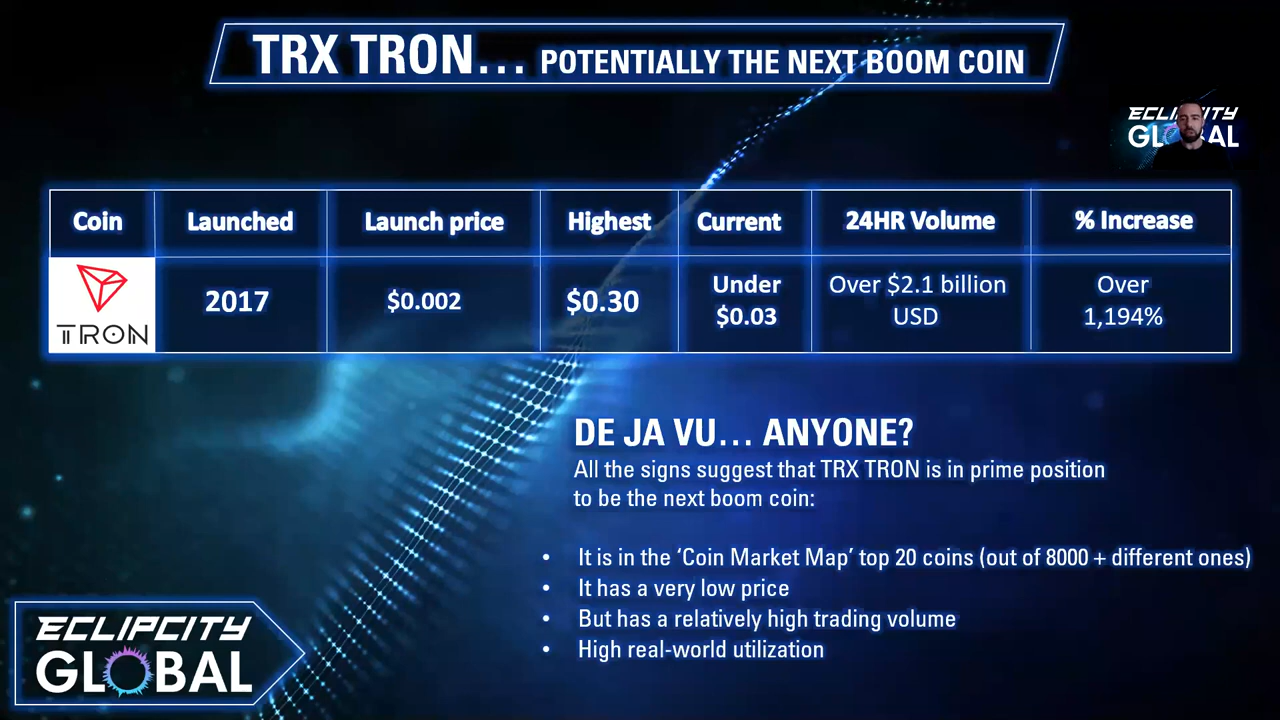 TRX TRON... POTENTIALLY THE NEXT BOOM COIN
ECLIPCITY
GLOBAL
Coin Launched Launch price Highest Current 24HR Volume % Increase
TRON 2017 $0.002 $0.30 Under $0.03 Over $2.1 billion USD Over 1,194%
DE JA VU... ANYONE?
All the signs suggest that TRX TRON is in prime position
to be the next boom coin:
• It is in the ‘Coin Market Map’ top 20 coins (out of 8000 + different ones)
• It has a very low price
• But has a relatively high trading volume
• High real-world utilization
ECLIPCITY
GLOBAL